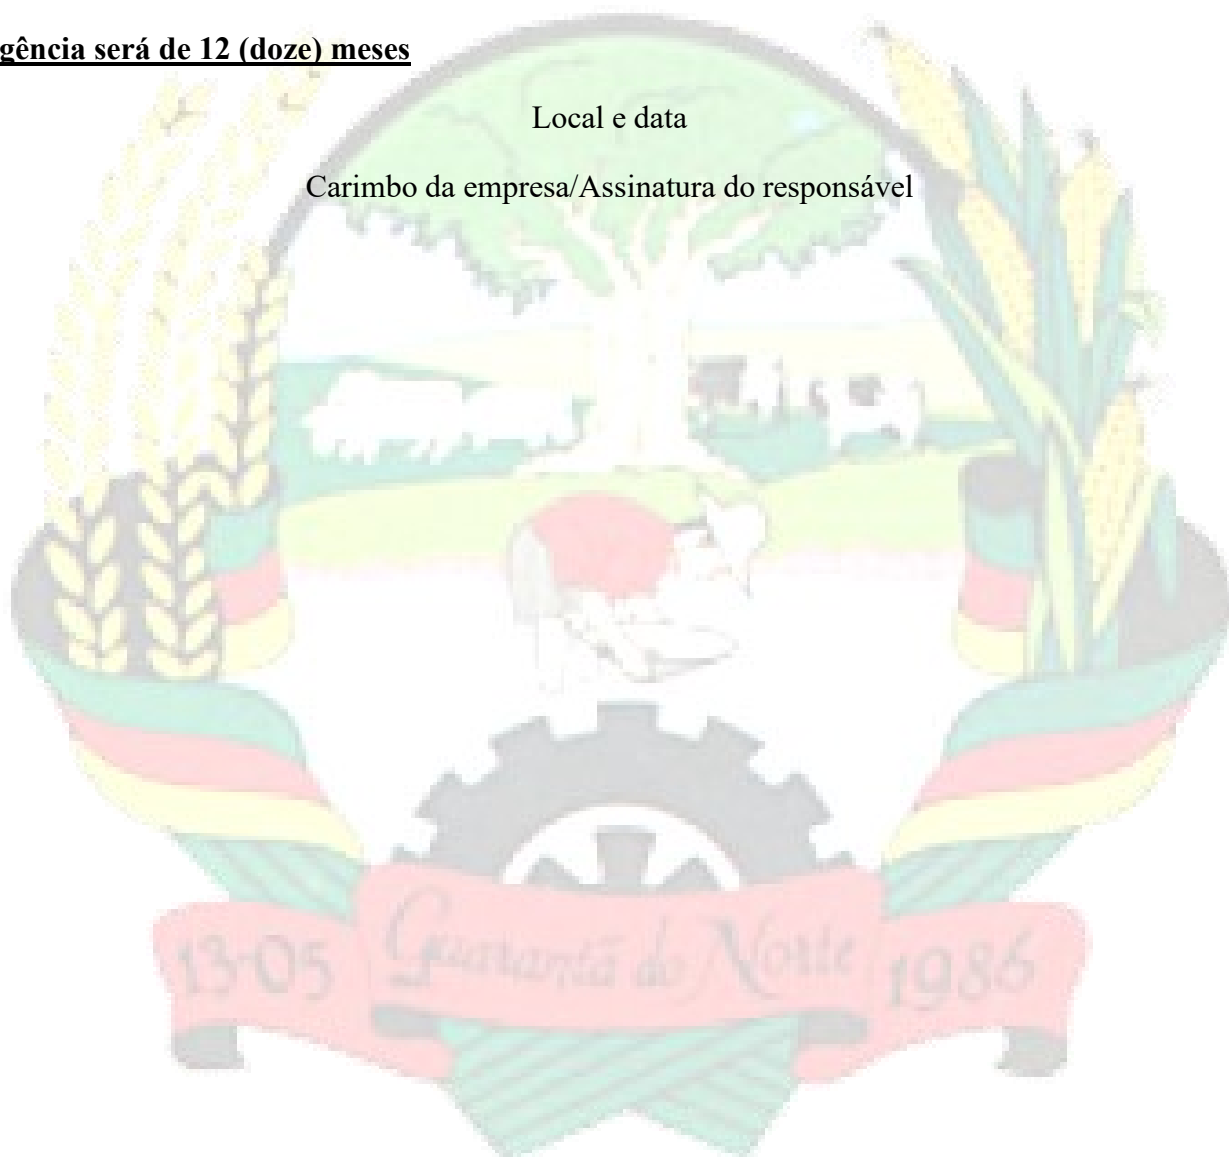 gência será de 12 (doze) meses
Local e data
Carimbo da empresa/Assinatura do responsável
13-05 Guarantã do Norte 1986